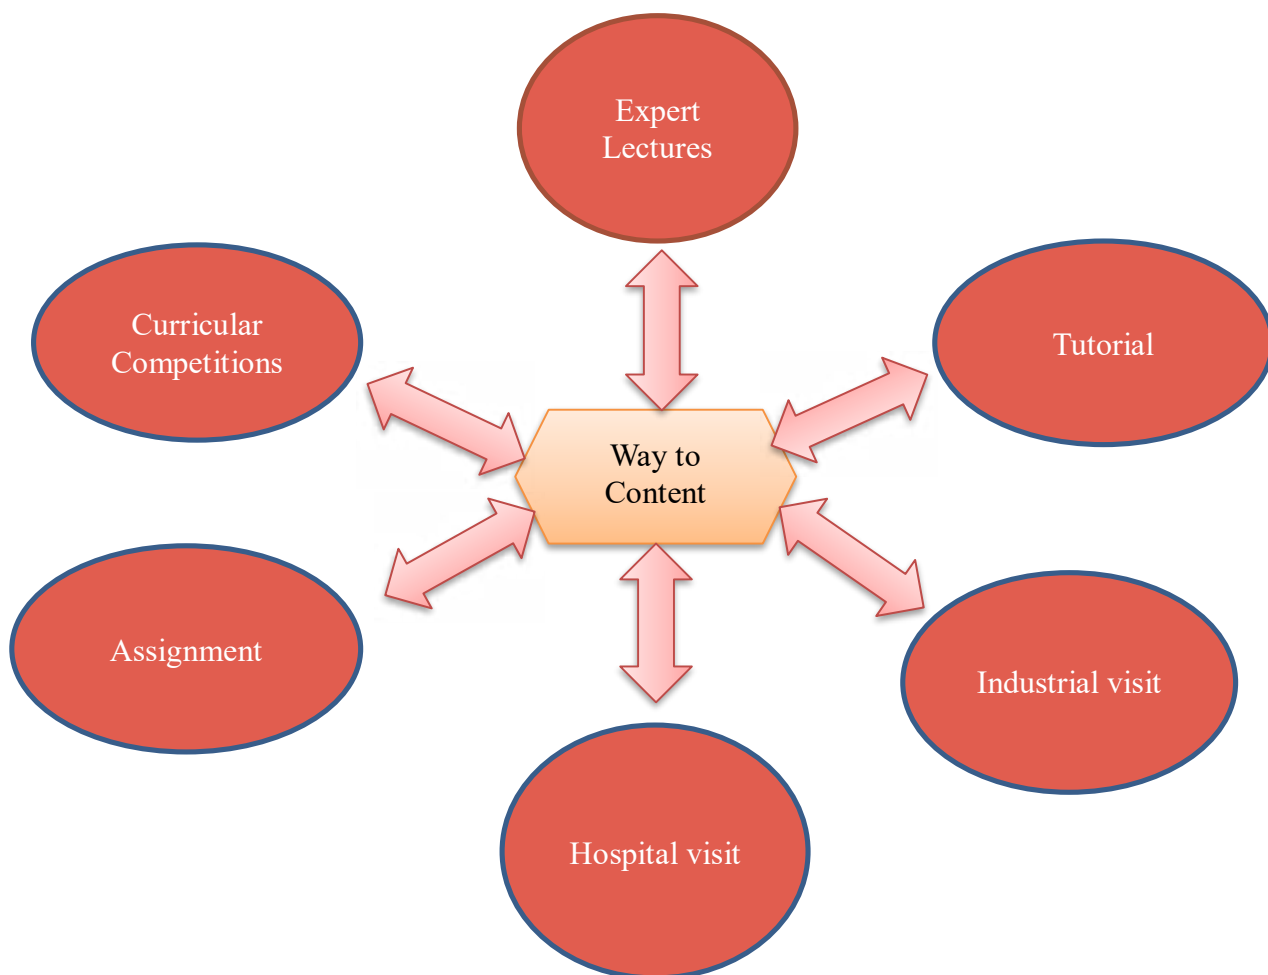 Expert
Lectures
Curricular
Competitions
Tutorial
Way to
Content
Assignment
Industrial visit
Hospital visit